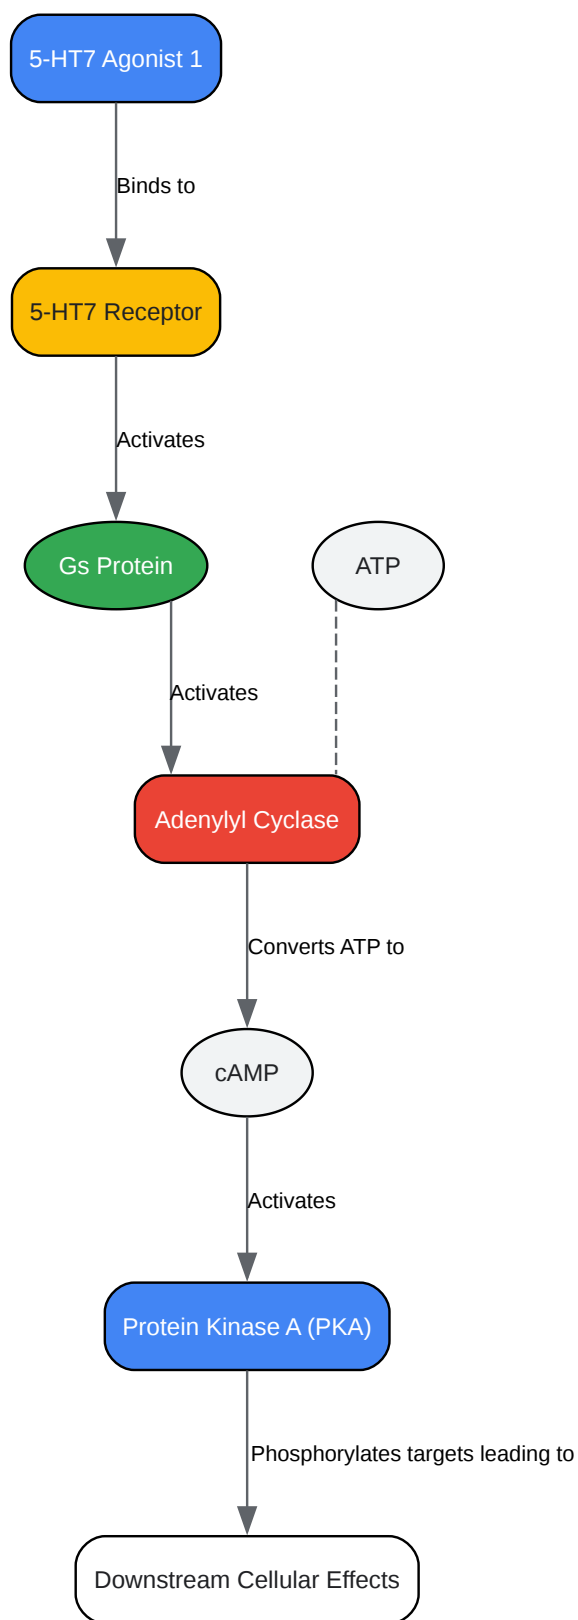 5-HT7 Agonist 1
Binds to
5-HT7 Receptor
Activates
Gs Protein
ATP
Activates
Adenylyl Cyclase
Converts ATP to
cAMP
Activates
Protein Kinase A (PKA)
Phosphorylates targets leading to
Downstream Cellular Effects